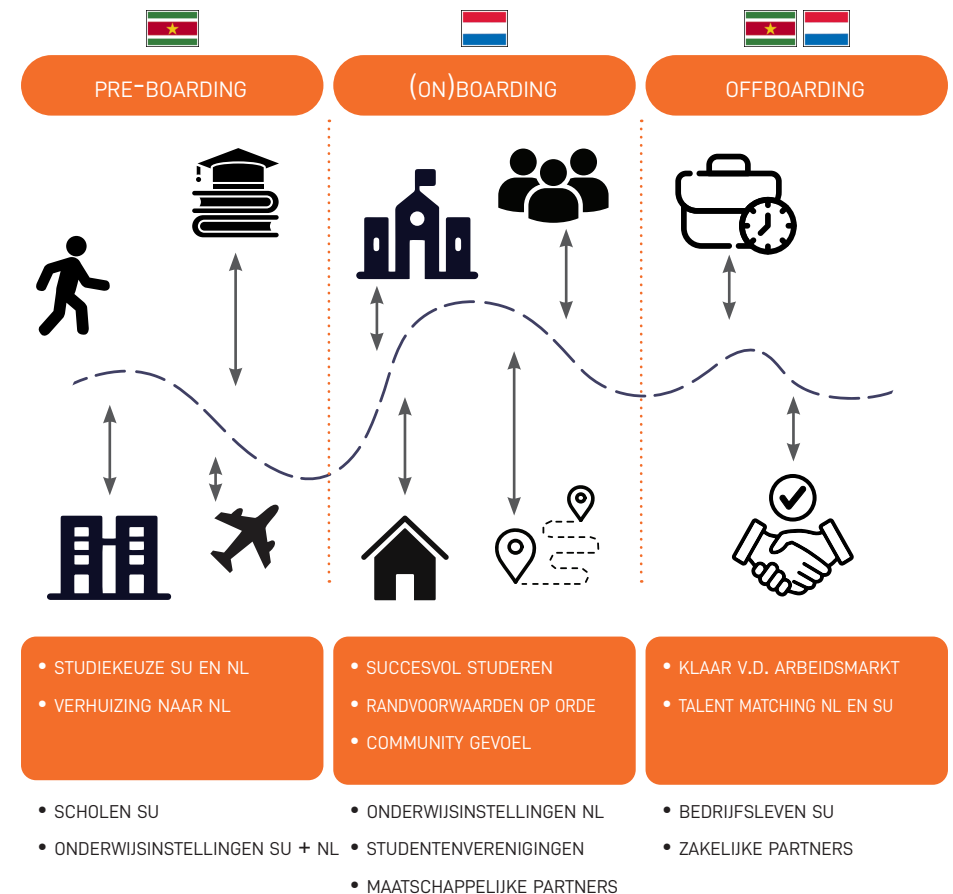 PRE-BOARDING
(ON)BOARDING
OFFBOARDING
• STUDIEKEUZE SU EN NL
• VERHUIZING NAAR NL
• SUCCESVOL STUDEREN
• RANDVOORWAARDEN OP ORDE
• COMMUNITY GEVOEL
• KLAAR V.D. ARBEIDSMARKT
• TALENT MATCHING NL EN SU
• SCHOLEN SU
• ONDERWIJSINSTELLINGEN SU + NL
• ONDERWIJSINSTELLINGEN NL
• STUDENTENVERENIGINGEN
• MAATSCHAPPELIJKE PARTNERS
• BEDRIJFSLEVEN SU
• ZAKELIJKE PARTNERS